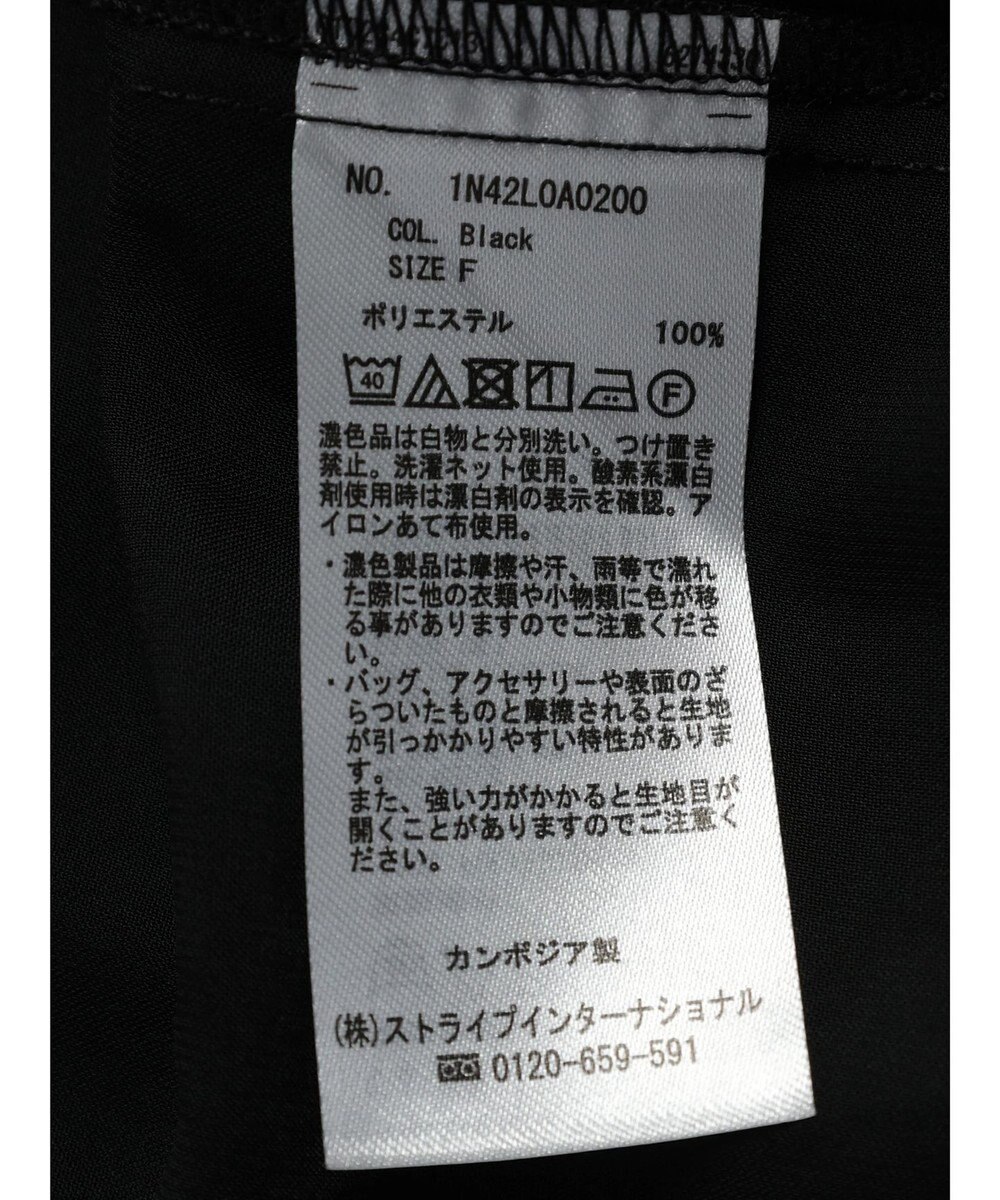 NO. 1N42L0A0200
COL. Black
SIZE F
ポリエステル 100%
40
F
濃色品は白物と分別洗い。つけ置き
禁止。洗濯ネット使用。酸素系漂白
剤使用時は漂白剤の表示を確認。ア
イロンあて布使用。
・濃色製品は摩擦や汗、雨等で濡れ
た際に他の衣類や小物類に色が移
る事がありますのでご注意くださ
い。
・バッグ、アクセサリーや表面のざ
らついたものと摩擦されると生地
が引っかかりやすい特性がありま
す。
また、強い力がかかると生地目が
開くことがありますのでご注意く
ださい。
カンボジア製
(株)ストライプインターナショナル
0120-659-591